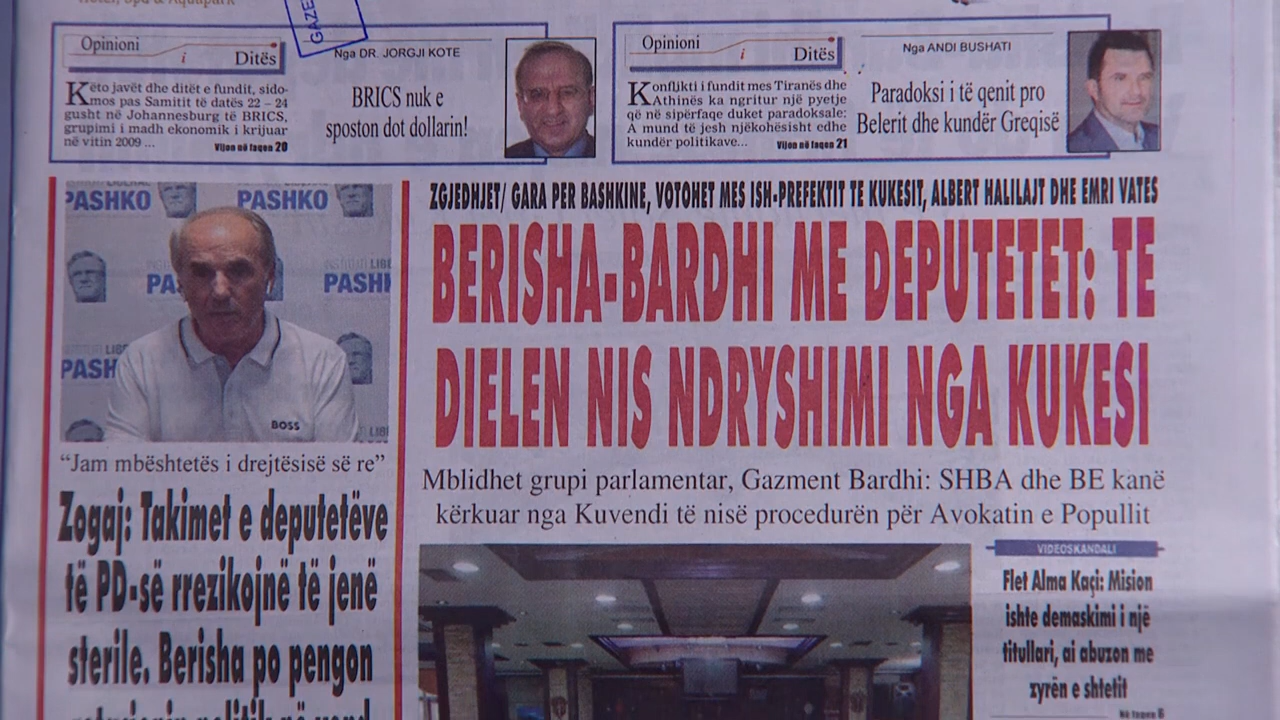 GAZE
Opinioni
i
Ditës
Nga DR. JORGJI KOTE
Këto javët dhe ditët e fundit, sido-
mos pas Samitit të datës 22 – 24
gusht në Johannesburg të BRICS,
grupimi i madh ekonomik i krijuar
në vitin 2009 ...
Vijon në faqen 20
BRICS nuk e
sposton dot dollarin!
Opinioni
i
Ditës
Nga ANDI BUSHATI
Konflikti i fundit mes Tiranës dhe
Athinës ka ngritur një pyetje
që në sipërfaqe duket paradoksale:
A mund të jesh njëkohësisht edhe
kundër politikave...
Vijon në faqen 21
Paradoksi i të qenit pro
Belerit dhe kundër Greqisë
PASHKO
PASHKO
PASHK
PASH
BOSS
“Jam mbështetës i drejtësisë së re”
Zogaj: Takimet e deputetëve
të PD-së rrezikojnë të jenë
sterile. Berisha po pengon
ZGJEDHJET/ GARA PER BASHKINE, VOTOHET MES ISH-PREFEKTIT TE KUKESIT, ALBERT HALILAJT DHE EMRI VATES
BERISHA-BARDHI ME DEPUTETET: TE
DIELEN NIS NDRYSHIMI NGA KUKESI
Mblidhet grupi parlamentar, Gazment Bardhi: SHBA dhe BE kanë
kërkuar nga Kuvendi të nisë procedurën për Avokatin e Popullit
VIDEOSKANDALI
Flet Alma Kaçi: Mision
ishte demaskimi i një
titullari, ai abuzon me
zyrën e shtetit
Në faqen 6